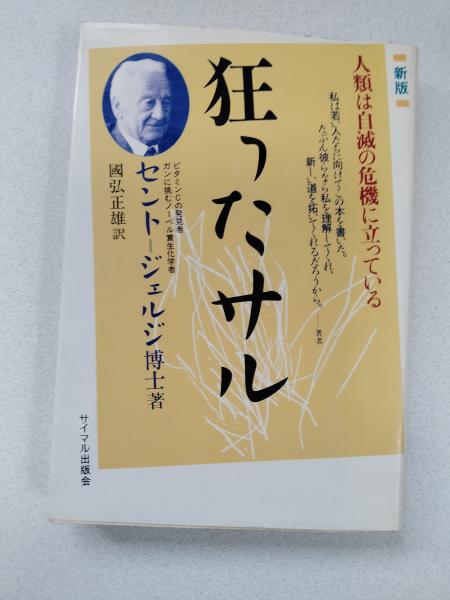 新版
人類は自滅の危機に立っている
私は若い人たちに向けてこの本を書いた。
たぶん彼らなら私を理解してくれ、
新しい道を拓いてくれるだろうから。——著者
狂ったサル
ビタミンCの発見者
ガンに挑むノーベル賞生化学者
セント=ジェルジ博士著
國弘正雄訳
サイマル出版会